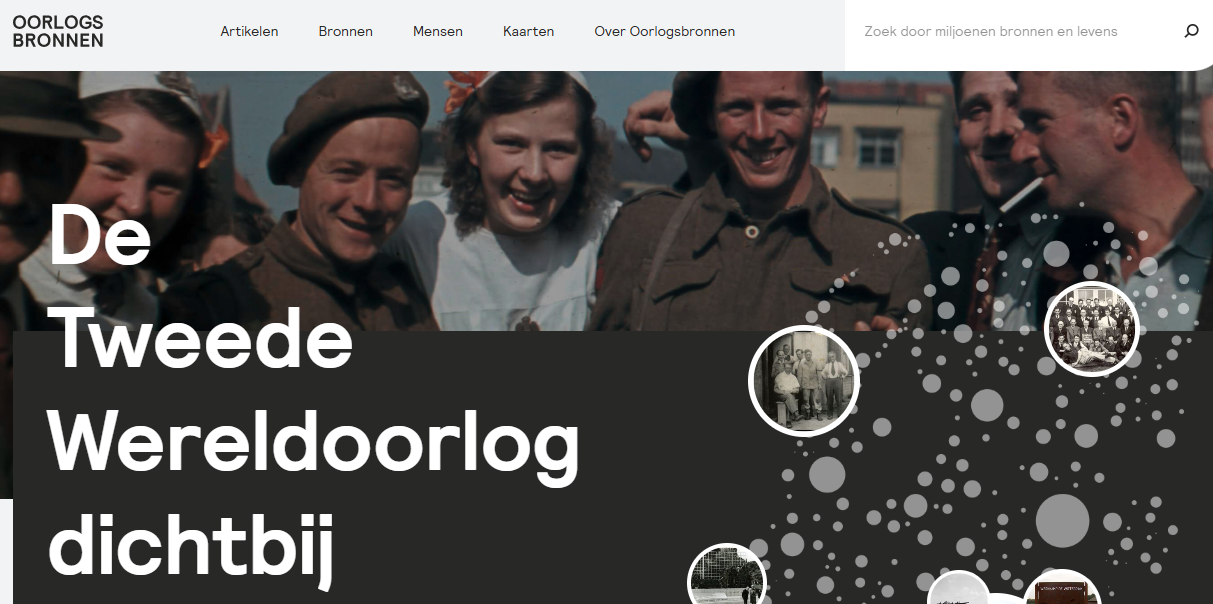 OORLOGS
BRONNEN
Artikelen Bronnen Mensen Kaarten Over Oorlogsbronnen
Zoek door miljoenen bronnen en levens
De
Tweede
Wereldoorlog
dichtbij